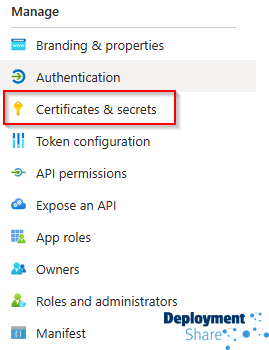 Manage
Branding & properties
Authentication
Certificates & secrets
Token configuration
API permissions
Expose an API
App roles
Owners
Roles and administrators
Manifest
Deployment
Share